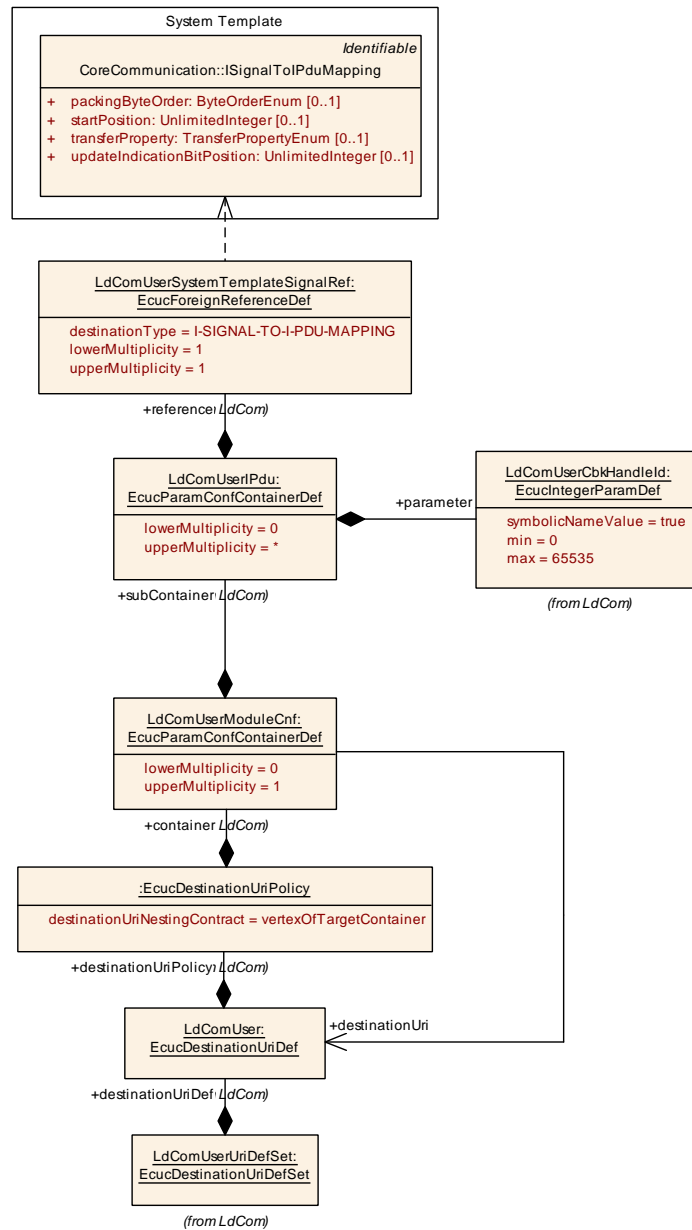 System Template
Identifiable
CoreCommunication::ISignalToIPduMapping
+ packingByteOrder: ByteOrderEnum [0..1]
+ startPosition: UnlimitedInteger [0..1]
+ transferProperty: TransferPropertyEnum [0..1]
+ updateIndicationBitPosition: UnlimitedInteger [0..1]
LdComUserSystemTemplateSignalRef:
EcucForeignReferenceDef
destinationType = I-SIGNAL-TO-I-PDU-MAPPING
lowerMultiplicity = 1
upperMultiplicity = 1
+reference LdCom)
LdComUserIPdu:
EcucParamConfContainerDef
lowerMultiplicity = 0
upperMultiplicity = *
+parameter
LdComUserCbkHandleId:
EcucIntegerParamDef
symbolicNameValue = true
min = 0
max = 65535
(from LdCom)
+subContainer LdCom)
LdComUserModuleCnf:
EcucParamConfContainerDef
lowerMultiplicity = 0
upperMultiplicity = 1
+container LdCom)
:EcucDestinationUriPolicy
destinationUriNestingContract = vertexOfTargetContainer
+destinationUriPolicy LdCom)
LdComUser:
EcucDestinationUriDef
+destinationUri
+destinationUriDef LdCom)
LdComUserUriDefSet:
EcucDestinationUriDefSet
(from LdCom)